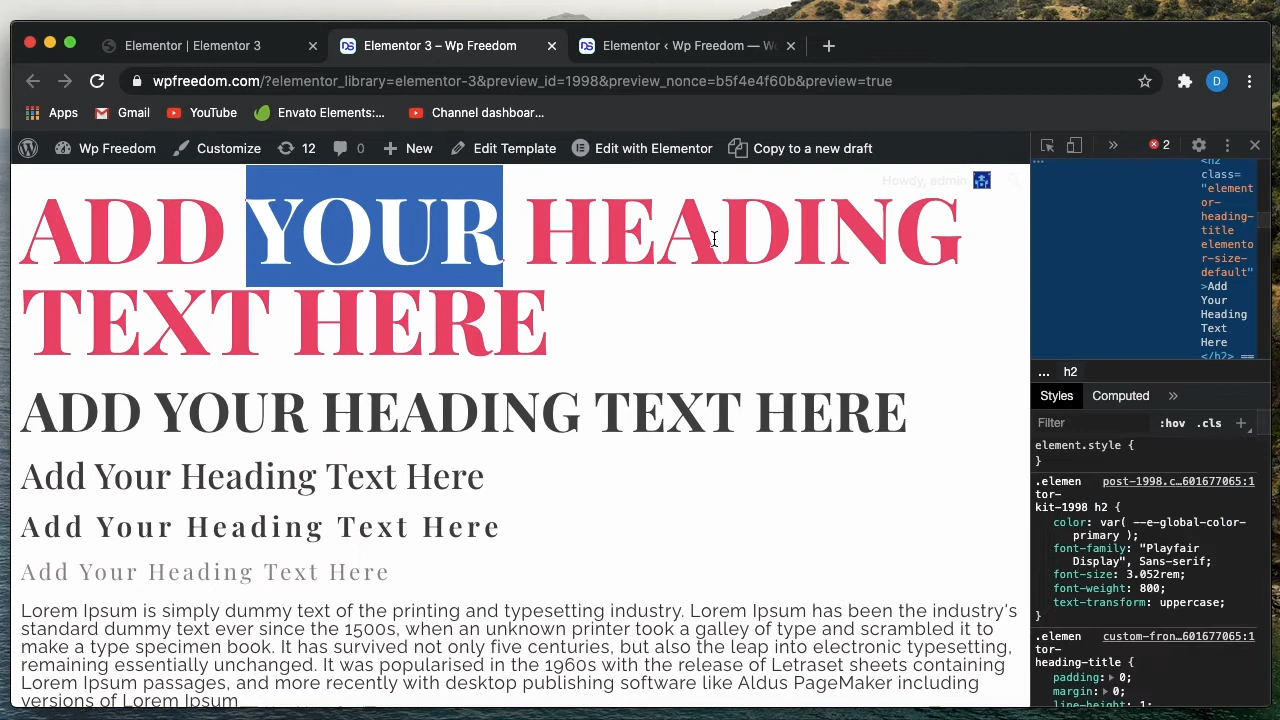 Elementor | Elementor 3
Elementor 3 – Wp Freedom
Elementor ‹ Wp Freedom — Wo
wpfreedom.com/?elementor_library=elementor-3&preview_id=1998&preview_nonce=b5f4e4f60b&preview=true
D
Apps
Gmail
YouTube
Envato Elements:...
Channel dashboar...
Wp Freedom
Customize
12
0
New
Edit Template
Edit with Elementor
Copy to a new draft
Howdy, admin
ADD YOUR HEADING
TEXT HERE
ADD YOUR HEADING TEXT HERE
Add Your Heading Text Here
Add Your Heading Text Here
Add Your Heading Text Here
Lorem Ipsum is simply dummy text of the printing and typesetting industry. Lorem Ipsum has been the industry's
standard dummy text ever since the 1500s, when an unknown printer took a galley of type and scrambled it to
make a type specimen book. It has survived not only five centuries, but also the leap into electronic typesetting,
remaining essentially unchanged. It was popularised in the 1960s with the release of Letraset sheets containing
Lorem Ipsum passages, and more recently with desktop publishing software like Aldus PageMaker including
versions of Lorem Ipsum
2
<h2
class=
"element
or-
heading-
title
elemento
r-size-
default"
>Add
Your
Heading
Text
Here
</h2> ==
... h2
Styles
Computed
Filter
:hov .cls
element.style {
}
.elemen post-1998.c…601677065:1
tor-
kit-1998 h2 {
color: var( --e-global-color-
primary );
font-family: "Playfair
Display", Sans-serif;
font-size: 3.052rem;
font-weight: 800;
text-transform: uppercase;
}
.elemen custom-fron…601677065:1
tor-
heading-title {
padding: 0;
margin: 0;
line-height: 1;